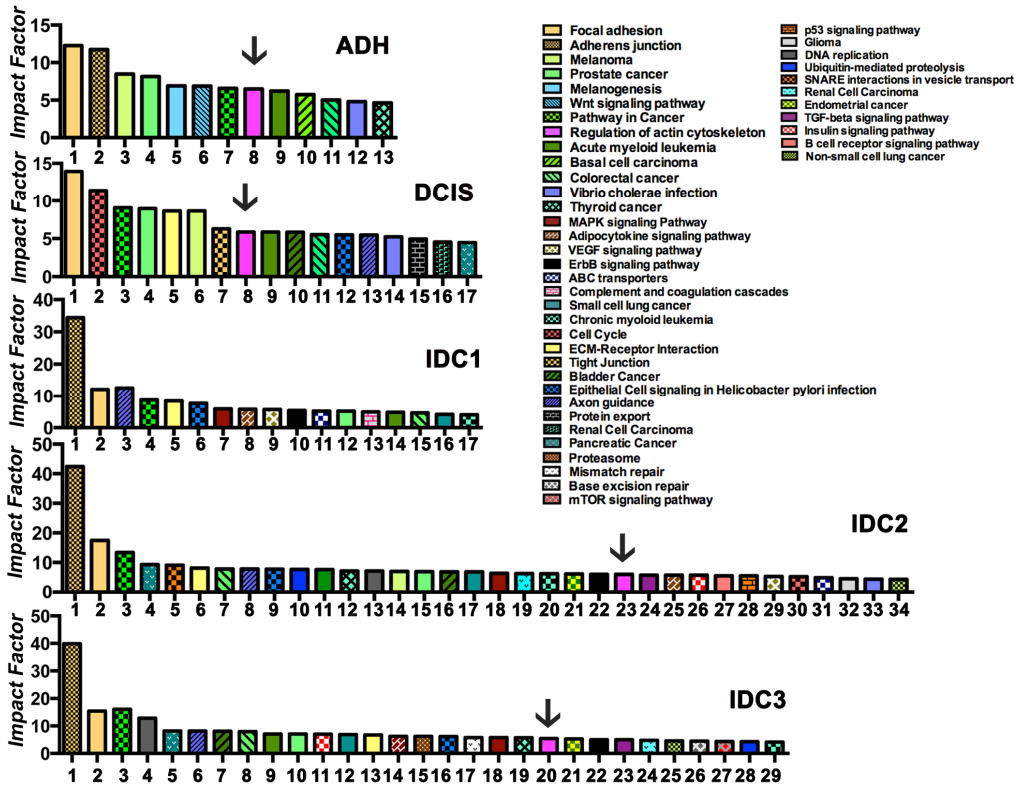 ADH
Impact Factor
15
10
5
0
1 2 3 4 5 6 7 8 9 10 11 12 13
DCIS
Impact Factor
15
10
5
0
1 2 3 4 5 6 7 8 9 10 11 12 13 14 15 16 17
IDC1
Impact Factor
40
30
20
10
0
1 2 3 4 5 6 7 8 9 10 11 12 13 14 15 16 17
IDC2
Impact Factor
50
40
30
20
10
0
1 2 3 4 5 6 7 8 9 10 11 12 13 14 15 16 17 18 19 20 21 22 23 24 25 26 27 28 29 30 31 32 33 34
IDC3
Impact Factor
50
40
30
20
10
0
1 2 3 4 5 6 7 8 9 10 11 12 13 14 15 16 17 18 19 20 21 22 23 24 25 26 27 28 29
Focal adhesion
Adherens junction
Melanoma
Prostate cancer
Melanogenesis
Wnt signaling pathway
Pathway in Cancer
Regulation of actin cytoskeleton
Acute myeloid leukemia
Basal cell carcinoma
Colorectal cancer
Vibrio cholerae infection
Thyroid cancer
MAPK signaling Pathway
Adipocytokine signaling pathway
VEGF signaling pathway
ErbB signaling pathway
ABC transporters
Complement and coagulation cascades
Small cell lung cancer
Chronic myeloid leukemia
Cell Cycle
ECM-Receptor Interaction
Tight Junction
Bladder Cancer
Epithelial Cell signaling in Helicobacter pylori infection
Axon guidance
Protein export
Renal Cell Carcinoma
Pancreatic Cancer
Proteasome
Mismatch repair
Base excision repair
mTOR signaling pathway
p53 signaling pathway
Glioma
DNA replication
Ubiquitin-mediated proteolysis
SNARE interactions in vesicle transport
Renal Cell Carcinoma
Endometrial cancer
TGF-beta signaling pathway
Insulin signaling pathway
B cell receptor signaling pathway
Non-small cell lung cancer